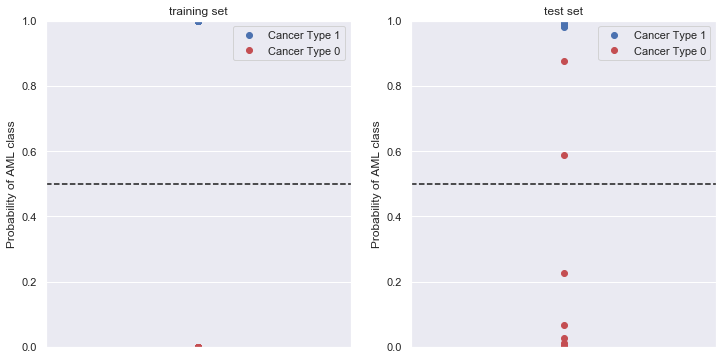 training set
Probability of AML class
1.0
0.8
0.6
0.4
0.2
0.0
Cancer Type 1
Cancer Type 0
test set
Probability of AML class
1.0
0.8
0.6
0.4
0.2
0.0
Cancer Type 1
Cancer Type 0